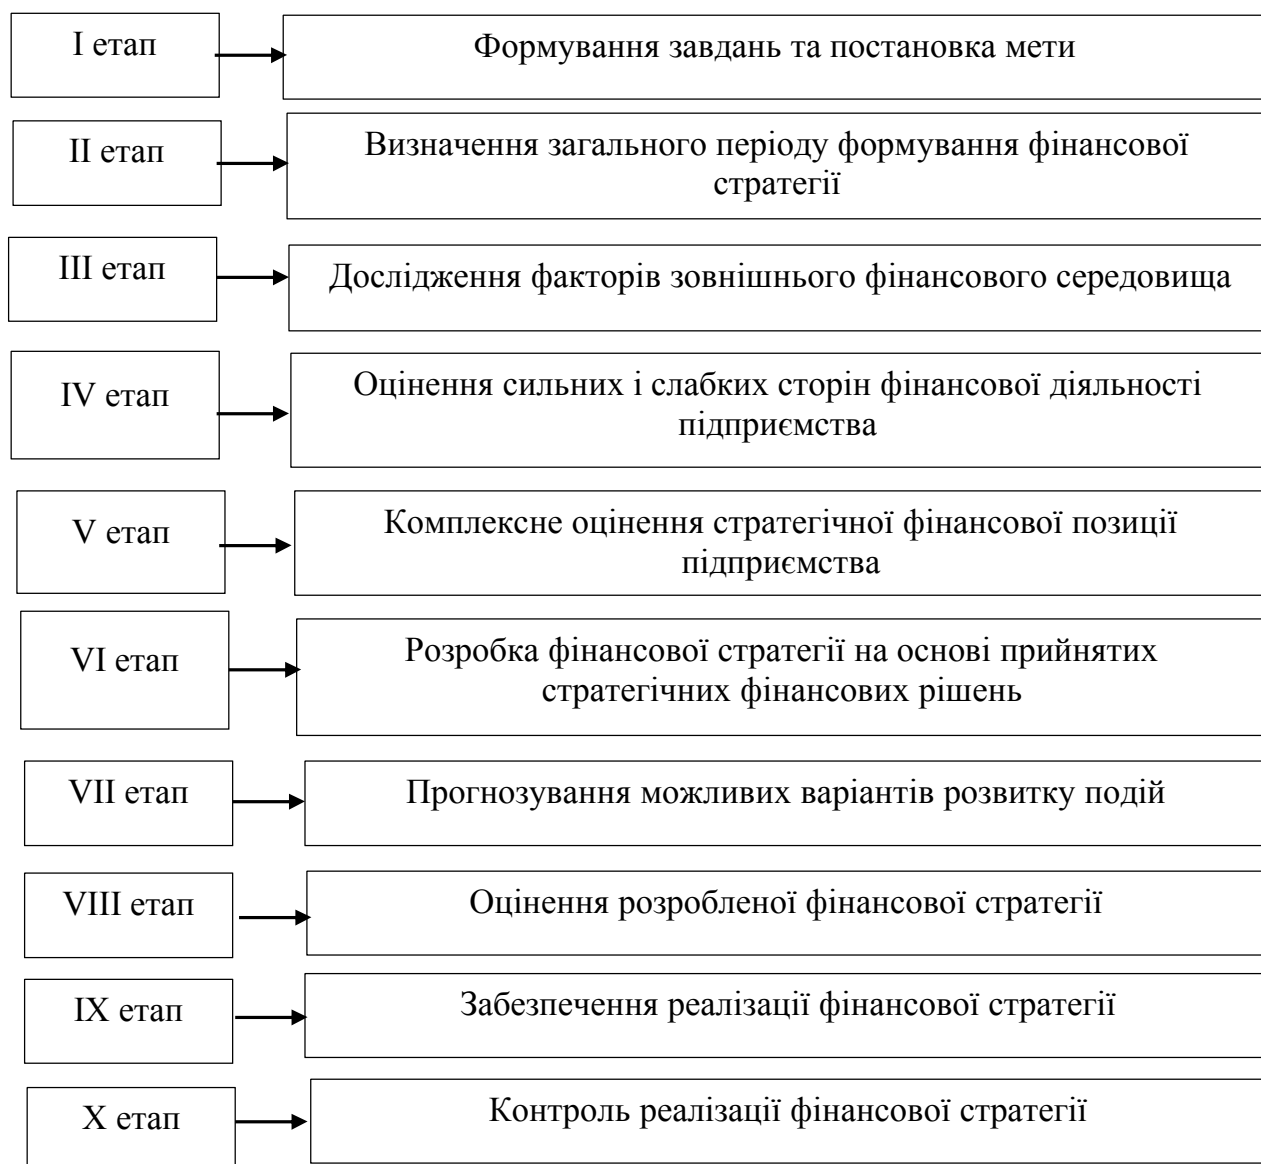 I етап
Формування завдань та постановка мети
II етап
Визначення загального періоду формування фінансової
стратегії
III етап
Дослідження факторів зовнішнього фінансового середовища
IV етап
Оцінення сильних і слабких сторін фінансової діяльності
підприємства
V етап
Комплексне оцінення стратегічної фінансової позиції
підприємства
VI етап
Розробка фінансової стратегії на основі прийнятих
стратегічних фінансових рішень
VII етап
Прогнозування можливих варіантів розвитку подій
VIII етап
Оцінення розробленої фінансової стратегії
IX етап
Забезпечення реалізації фінансової стратегії
X етап
Контроль реалізації фінансової стратегії